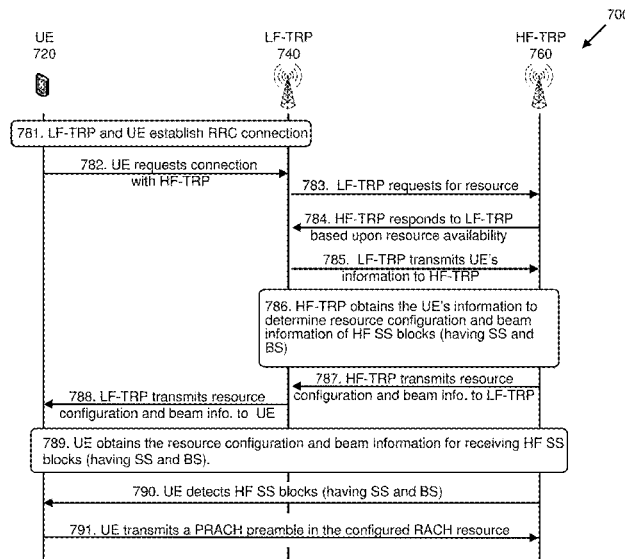 700
UE
720
LF-TRP
740
HF-TRP
760
781. LF-TRP and UE establish RRC connection
782. UE requests connection
with HF-TRP
783. LF-TRP requests for resource
784. HF-TRP responds to LF-TRP
based upon resource availability
785. LF-TRP transmits UE's
information to HF-TRP
786. HF-TRP obtains the UE's information to
determine resource configuration and beam
information of HF SS blocks (having SS and
BS)
787. HF-TRP transmits resource
configuration and beam info. to LF-TRP
788. LF-TRP transmits resource
configuration and beam info. to UE
789. UE obtains the resource configuration and beam information for receiving HF SS
blocks (having SS and BS).
790. UE detects HF SS blocks (having SS and BS)
791. UE transmits a PRACH preamble in the configured RACH resource